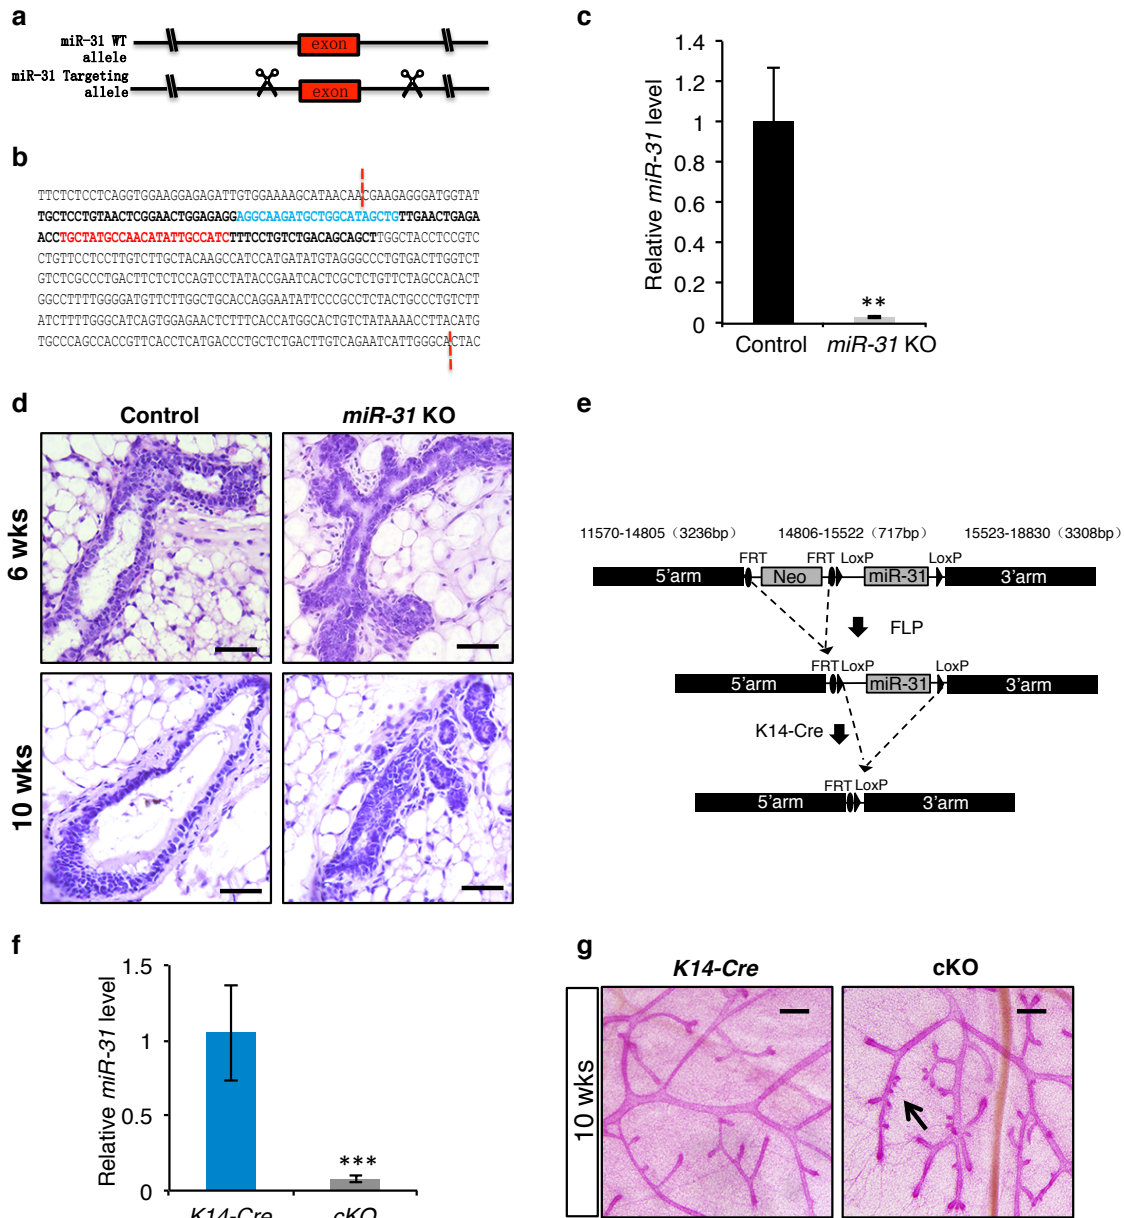 a
miR-31 WT
allele
exon
miR-31 Targeting
allele
exon
b
TTCTCTCCTCAGGTGGAAGGAGAGATTGTGGAAAAGCATAACAACGAAGAGGGATGGTAT
TGCTCCTGTAACTCGGAACTGGAGAGGAGGCAAGATGCTGGCATAGCTGTTGAACTGAGA
ACCTGCTATGCCAACATATTGCCATCTTTCCTGTCTGACAGCAGCTTGGCTACCTCCGTC
CTGTTCCTCCTTGTCTTGCTACAAGCCATCCATGATATGTAGGGCCCTGTGACTTGGTCT
GTCTCGCCCTGACTTCTCTCCAGTCCTATACCGAATCACTCGCTCTGTTCTAGCCACACT
GGCCTTTTGGGGATGTTCTTGGCTGCACCAGGAATATTCCCGCCTCTACTGCCCTGTCTT
ATCTTTTGGGCATCAGTGGAGAACTCTTTCACCATGGCACTGTCTATAAAACCTTACATG
TGCCCAGCCACCGTTCACCTCATGACCCTGCTCTGACTTGTCAGAATCATTGGGCACTAC
c
Relative miR-31 level
1.4
1.2
1
0.8
0.6
0.4
0.2
0
**
Control miR-31 KO
d
Control miR-31 KO
6 wks
10 wks
e
11570-14805（3236bp） 14806-15522（717bp） 15523-18830（3308bp）
FRT FRT LoxP LoxP
5'arm Neo miR-31 3'arm
FLP
FRT LoxP LoxP
5'arm miR-31 3'arm
K14-Cre
FRT LoxP
5'arm 3'arm
f
Relative miR-31 level
1.5
1
0.5
0
***
K14-Cre cKO
g
K14-Cre cKO
10 wks